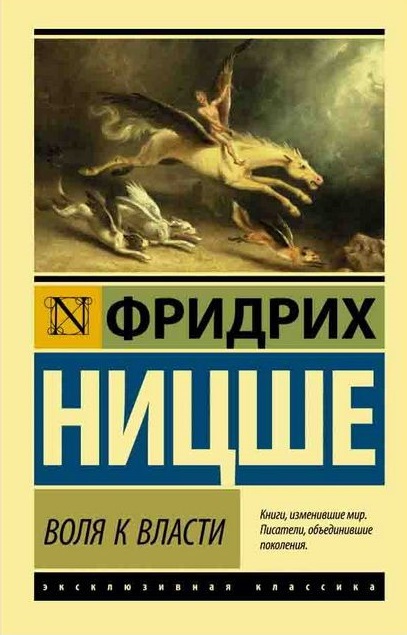 N ФРИДРИХ
НИЦШЕ
ВОЛЯ К ВЛАСТИ
Книги, изменившие мир.
Писатели, объединившие
поколения.
эксклюзивная классика